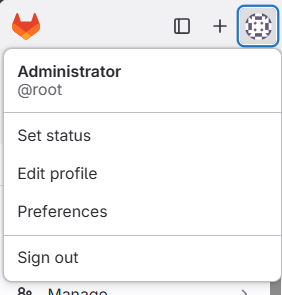 Administrator
@root
Set status
Edit profile
Preferences
Sign out
Manage